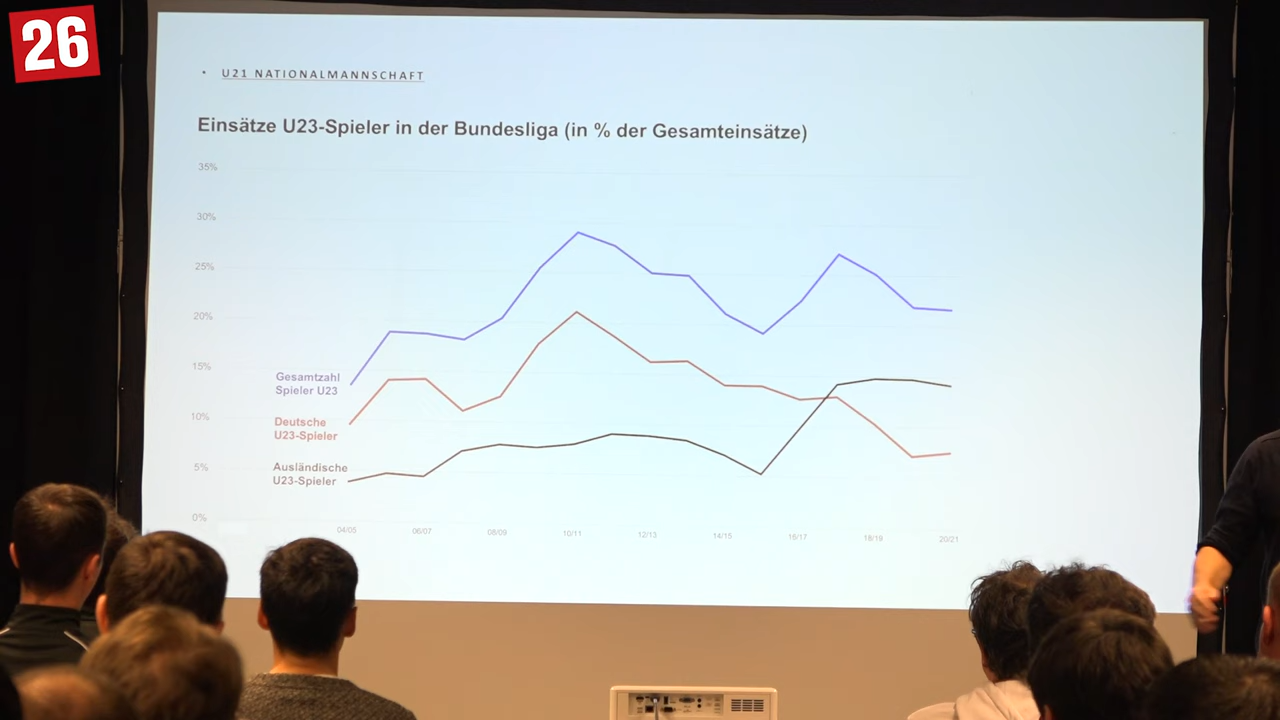 26
• U21 NATIONALMANNSCHAFT
Einsätze U23-Spieler in der Bundesliga (in % der Gesamteinsätze)
35%
30%
25%
20%
15%
10%
5%
0%
Gesamtzahl
Spieler U23
Deutsche
U23-Spieler
Ausländische
U23-Spieler
04/05 06/07 08/09 10/11 12/13 14/15 16/17 18/19 20/21